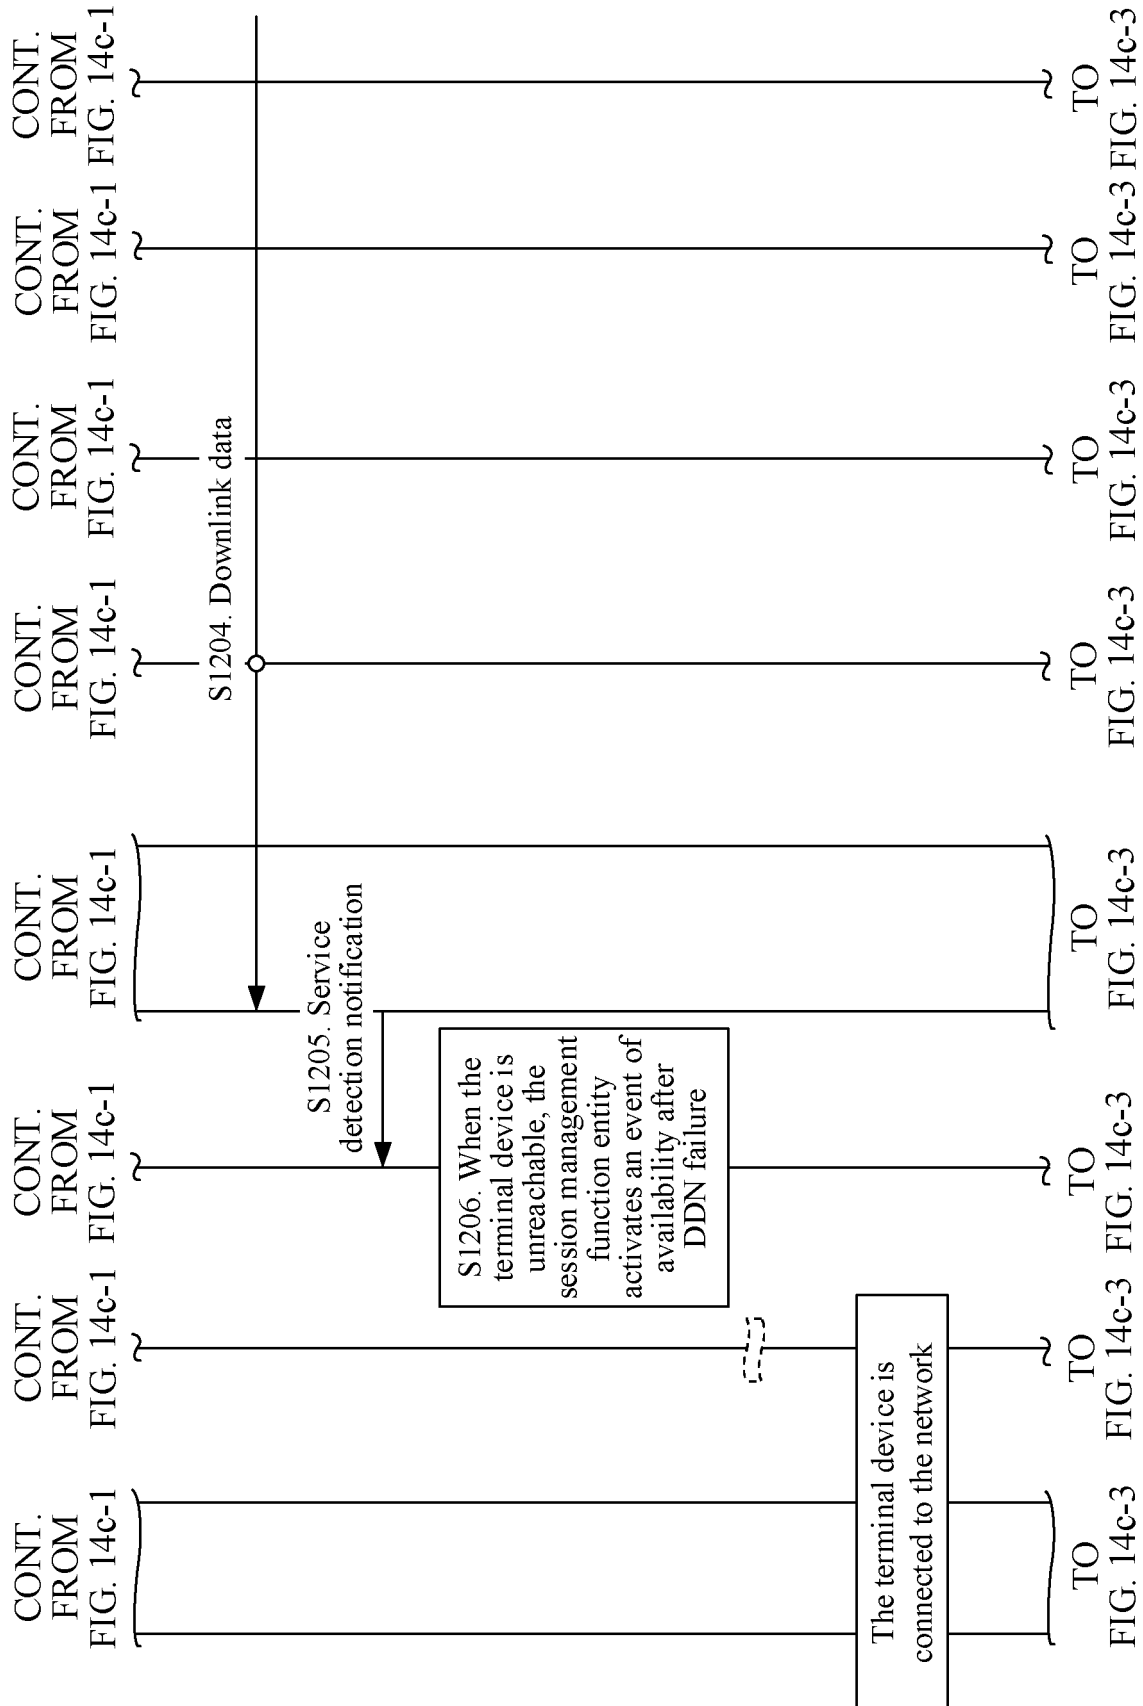 CONT.
FROM
FIG. 14c-1
CONT.
FROM
FIG. 14c-1
CONT.
FROM
FIG. 14c-1
CONT.
FROM
FIG. 14c-1
CONT.
FROM
FIG. 14c-1
CONT.
FROM
FIG. 14c-1
CONT.
FROM
FIG. 14c-1
CONT.
FROM
FIG. 14c-1
S1204. Downlink data
S1205. Service
detection notification
S1206. When the
terminal device is
unreachable, the
session management
function entity
activates an event of
availability after
DDN failure
The terminal device is
connected to the network
TO
FIG. 14c-3
TO
FIG. 14c-3
TO
FIG. 14c-3
TO
FIG. 14c-3
TO
FIG. 14c-3
TO
FIG. 14c-3
TO
FIG. 14c-3
TO
FIG. 14c-3